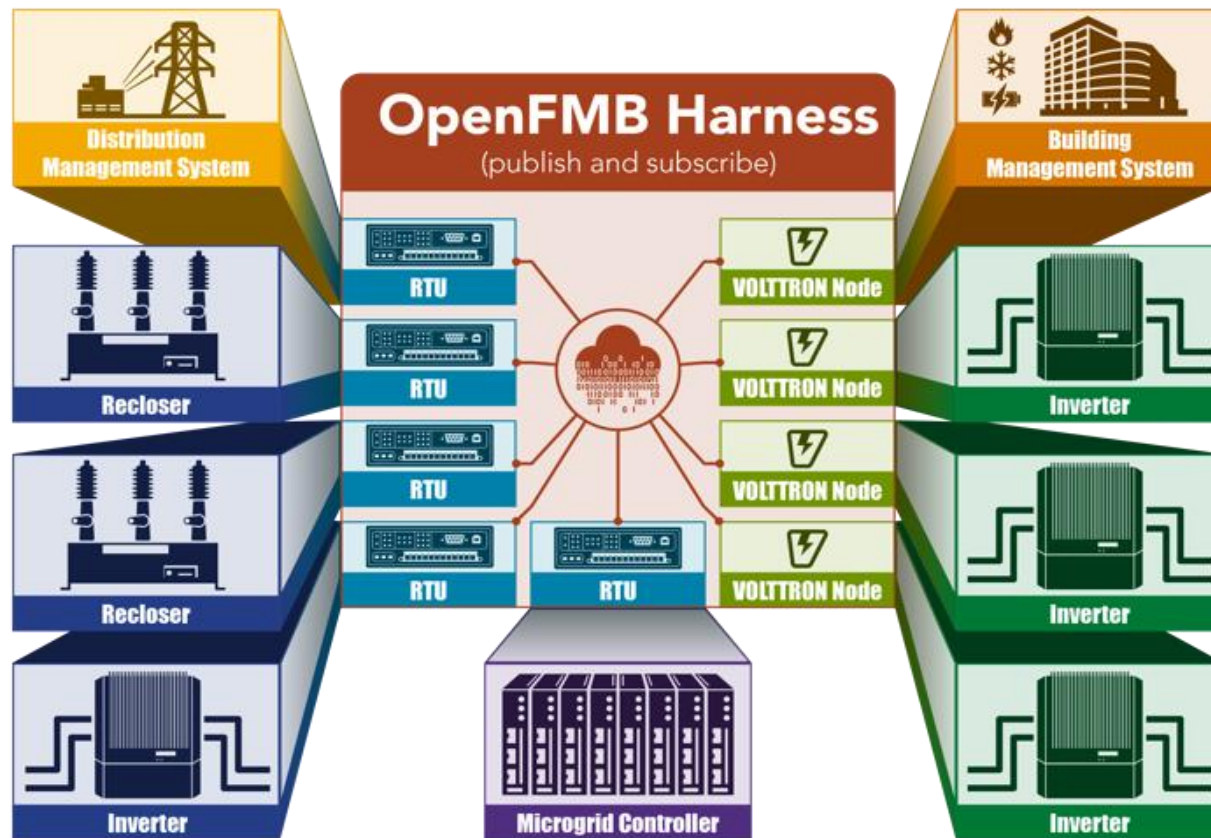 OpenFMB Harness
(publish and subscribe)
Distribution
Management System
Recloser
Recloser
Inverter
RTU
RTU
RTU
RTU
RTU
Microgrid Controller
VOLTTRON Node
VOLTTRON Node
VOLTTRON Node
VOLTTRON Node
Building
Management System
Inverter
Inverter
Inverter